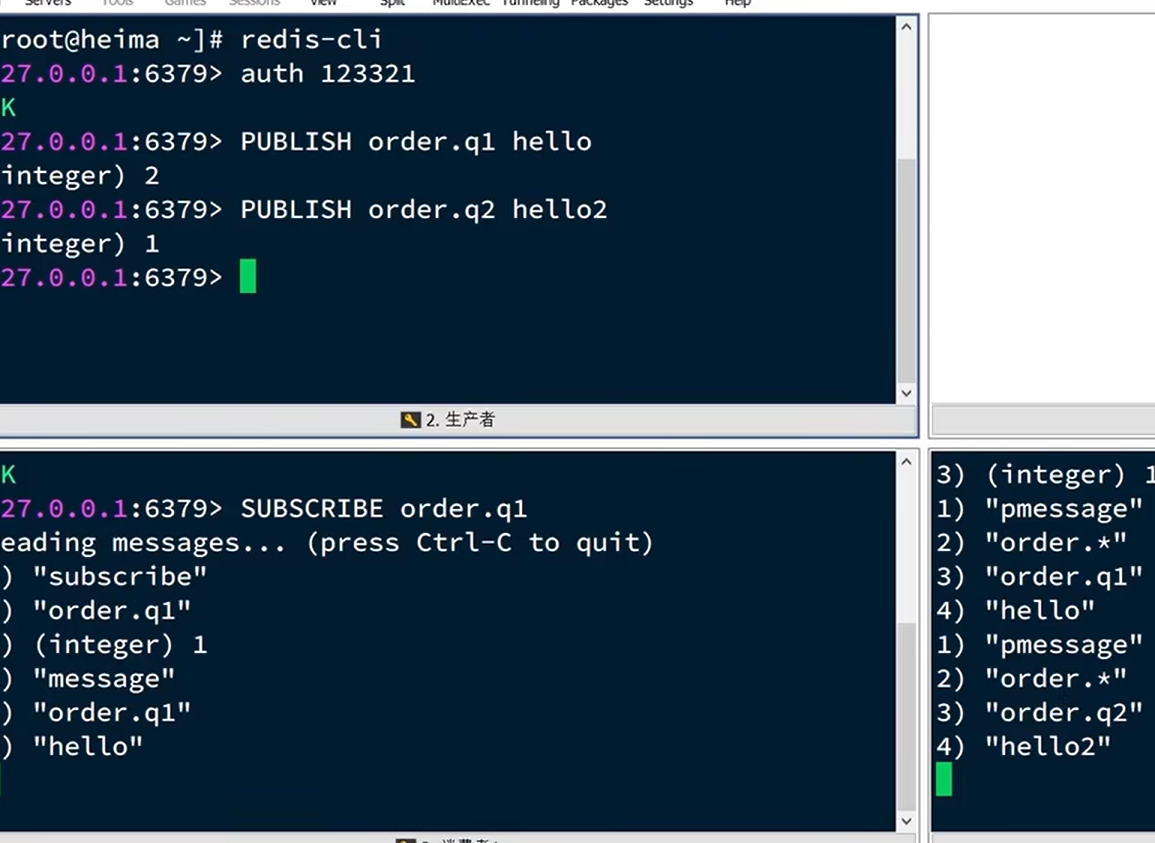 Servers Tools Games Sessions View Split MultiExec Tunneling Packages Settings Help
root@heima ~]# redis-cli
27.0.0.1:6379> auth 123321
K
27.0.0.1:6379> PUBLISH order.q1 hello
integer) 2
27.0.0.1:6379> PUBLISH order.q2 hello2
integer) 1
27.0.0.1:6379>
2. 生产者
K
27.0.0.1:6379> SUBSCRIBE order.q1
eading messages... (press Ctrl-C to quit)
) "subscribe"
) "order.q1"
) (integer) 1
) "message"
) "order.q1"
) "hello"
3) (integer) 1
1) "pmessage"
2) "order.*"
3) "order.q1"
4) "hello"
1) "pmessage"
2) "order.*"
3) "order.q2"
4) "hello2"